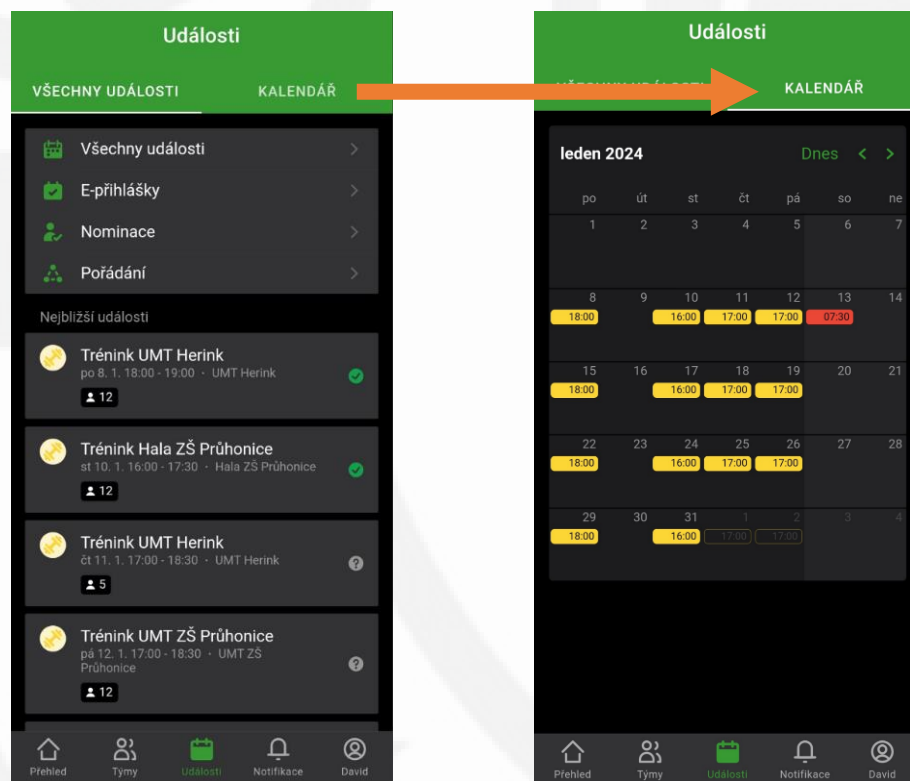 Události
VŠECHNY UDÁLOSTI KALENDÁŘ
Všechny události
E-přihlášky
Nominace
Pořádání
Nejbližší události
Trénink UMT Herink
po 8. 1. 18:00 - 19:00 · UMT Herink
12
Trénink Hala ZŠ Průhonice
st 10. 1. 16:00 - 17:30 · Hala ZŠ Průhonice
12
Trénink UMT Herink
čt 11. 1. 17:00 - 18:30 · UMT Herink
5
Trénink UMT ZŠ Průhonice
pá 12. 1. 17:00 - 18:30 · UMT ZŠ
Průhonice
12
Přehled Týmy Události Notifikace David
Události
KALENDÁŘ
leden 2024 Dnes < >
po út st čt pá so ne
1 2 3 4 5 6 7
8 9 10 11 12 13 14
18:00 16:00 17:00 17:00 07:30
15 16 17 18 19 20 21
18:00 16:00 17:00 17:00
22 23 24 25 26 27 28
18:00 16:00 17:00 17:00
29 30 31 1 2 3 4
18:00 16:00 17:00 17:00
Přehled Týmy Události Notifikace David